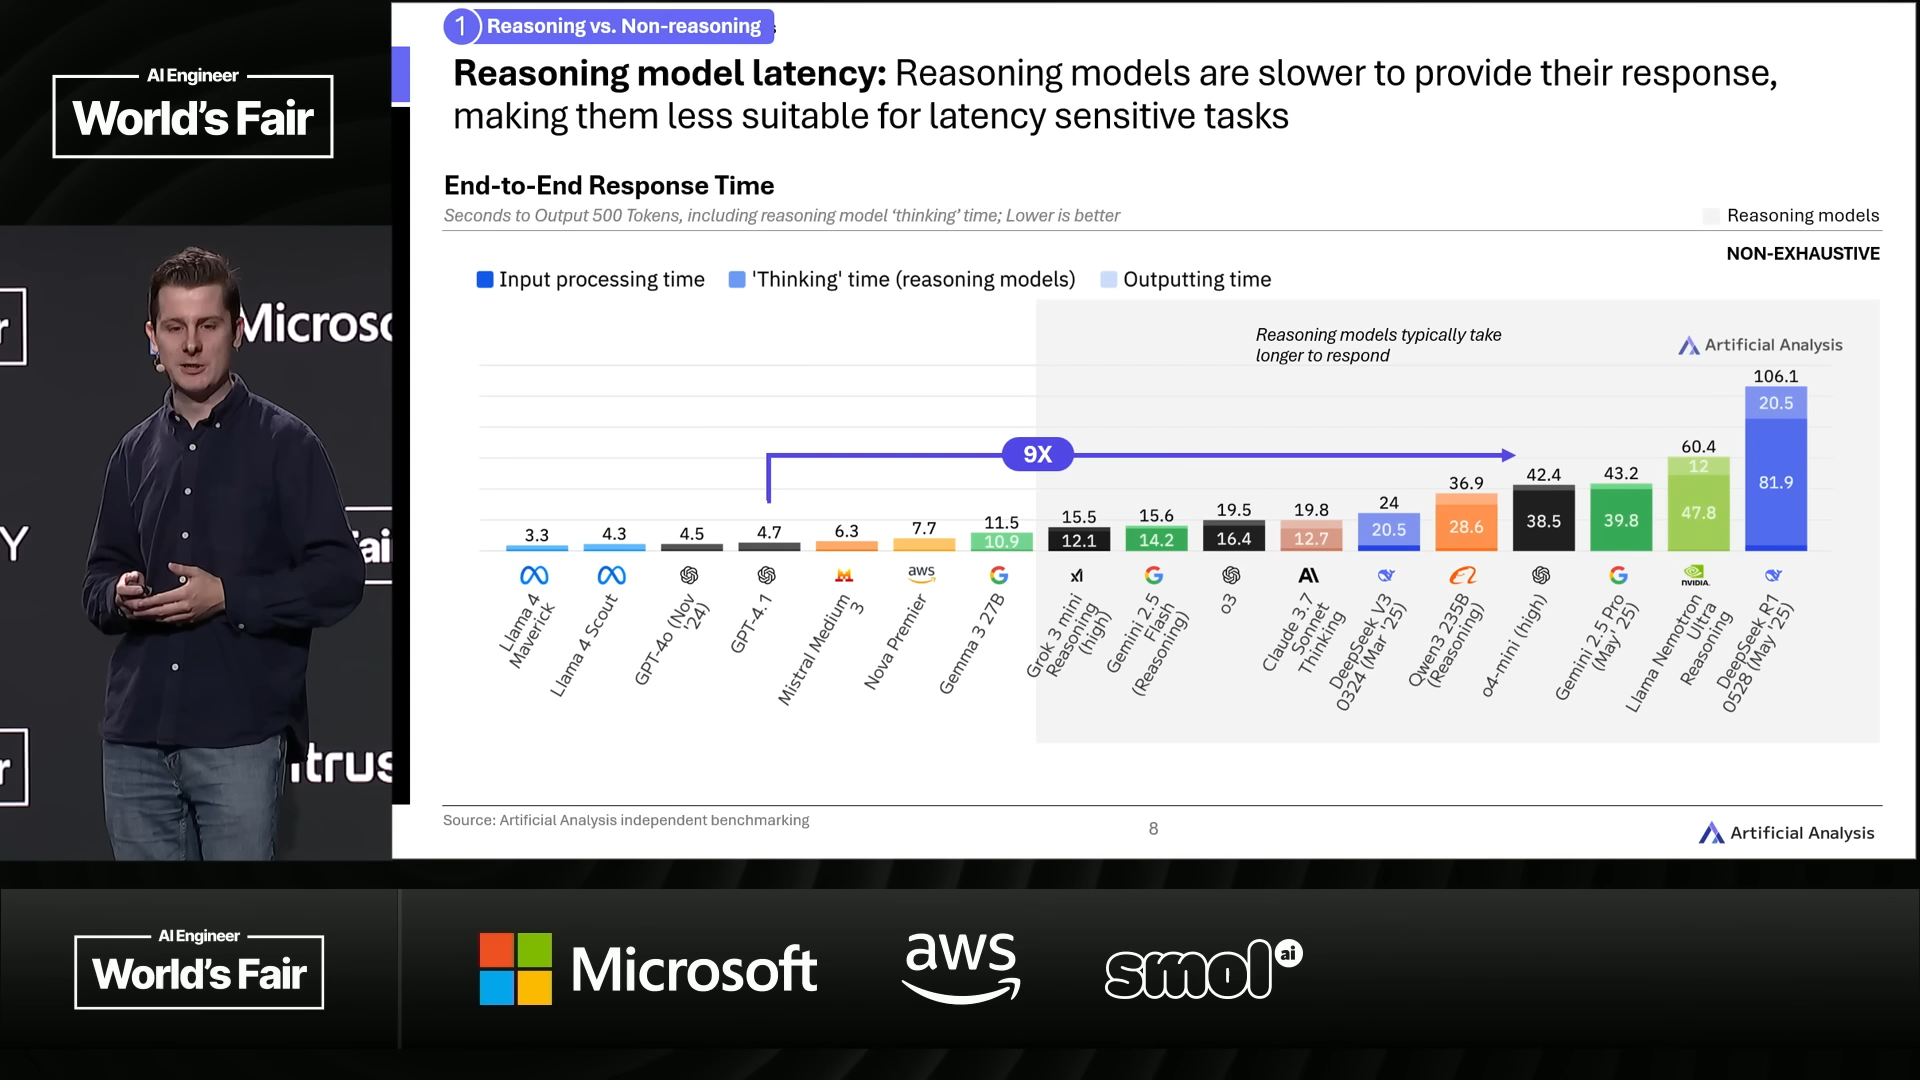 AI Engineer
World's Fair
1 Reasoning vs. Non-reasoning
Reasoning model latency: Reasoning models are slower to provide their response,
making them less suitable for latency sensitive tasks
End-to-End Response Time
Seconds to Output 500 Tokens, including reasoning model ‘thinking’ time; Lower is better
Reasoning models
NON-EXHAUSTIVE
Input processing time
'Thinking' time (reasoning models)
Outputting time
Reasoning models typically take
longer to respond
Artificial Analysis
9X
3.3
4.3
4.5
4.7
6.3
7.7
11.5
10.9
15.5
12.1
15.6
14.2
19.5
16.4
19.8
12.7
24
20.5
36.9
28.6
42.4
38.5
43.2
39.8
60.4
12
47.8
106.1
20.5
81.9
aws
NVIDIA.
Llama 4
Maverick
Llama 4 Scout
GPT-4o (Nov
'24)
GPT-4.1
Mistral Medium
3
Nova Premier
Gemma 3 27B
Grok 3 mini
Reasoning
(high)
Gemini 2.5
Flash
(Reasoning)
o3
Claude 3.7
Sonnet
Thinking
DeepSeek V3
0324 (Mar '25)
Qwen3 235B
(Reasoning)
o4-mini (high)
Gemini 2.5 Pro
(May' 25)
Llama Nemotron
Ultra
Reasoning
DeepSeek R1
0528 (May '25)
Source: Artificial Analysis independent benchmarking
8
Artificial Analysis
r
Microso
Y
ai
r
trus
AI Engineer
World's Fair
Microsoft
aws
smol ai